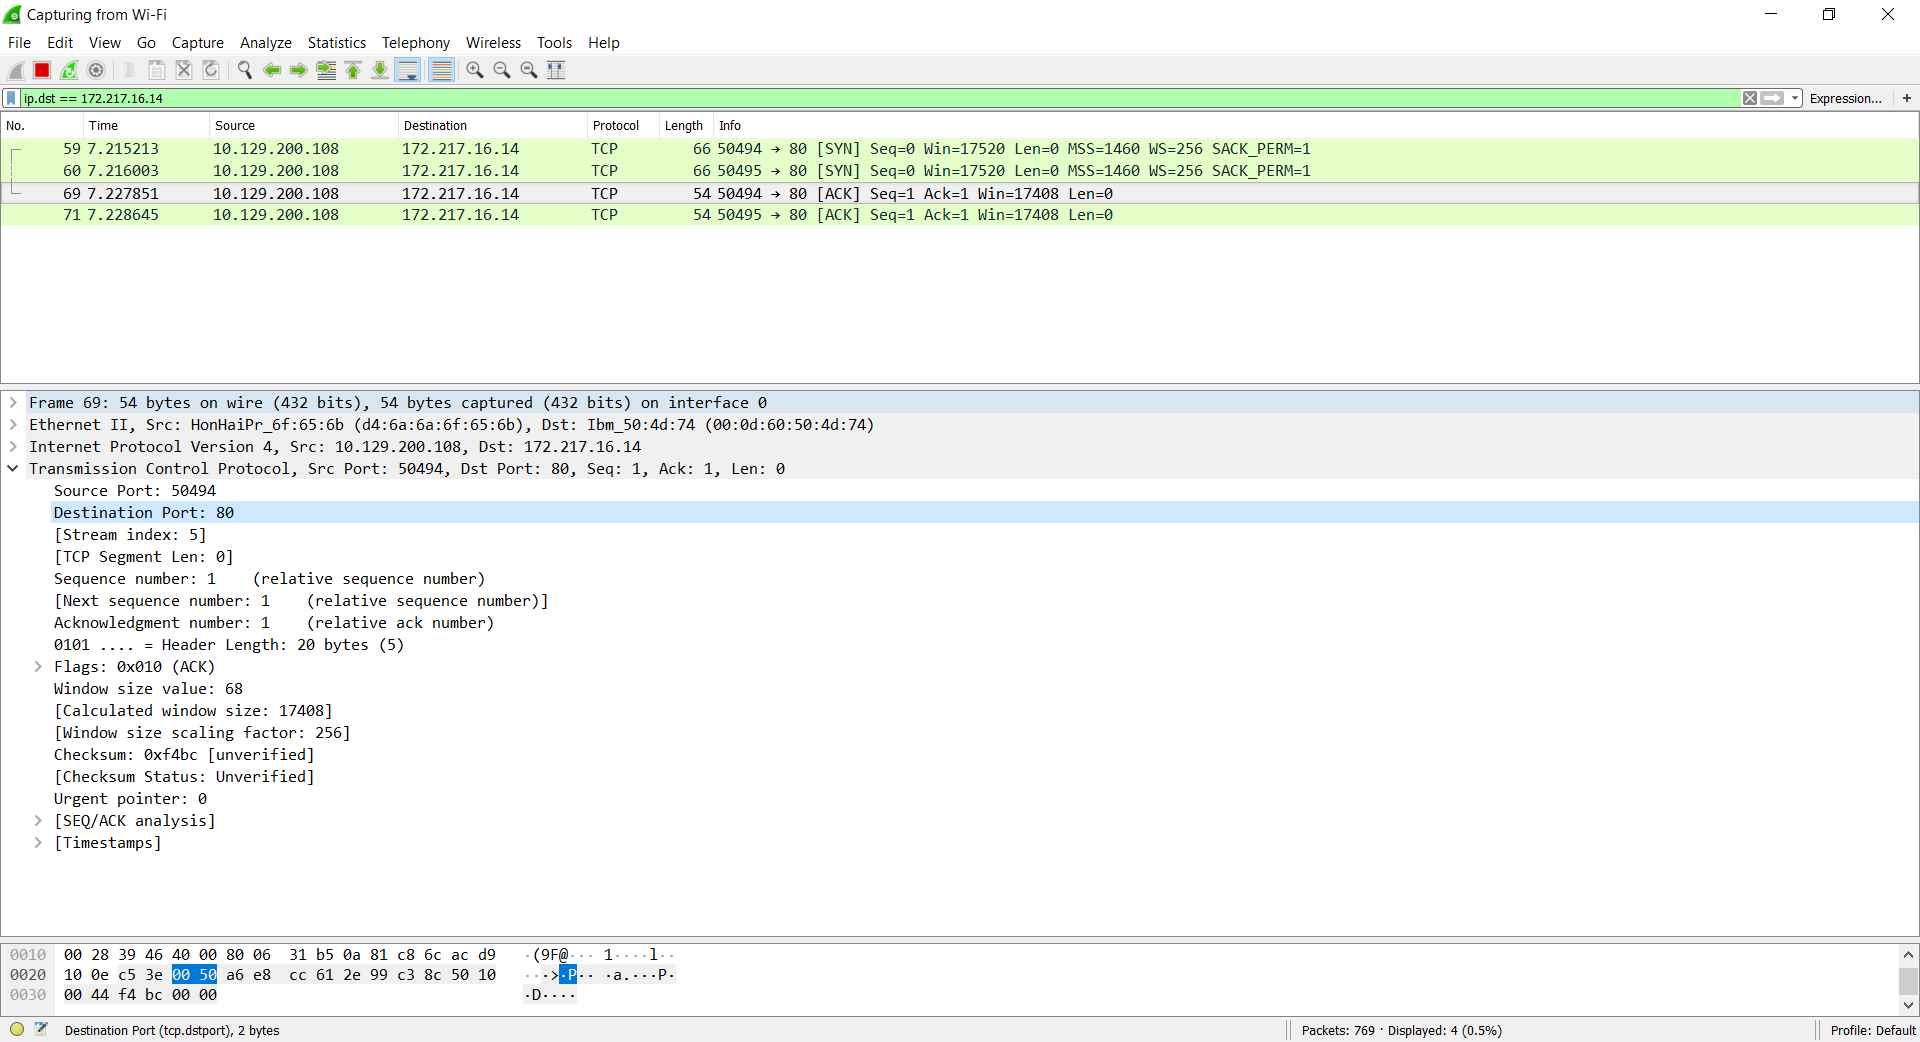 Capturing from Wi-Fi
File Edit View Go Capture Analyze Statistics Telephony Wireless Tools Help
ip.dst == 172.217.16.14 Expression... +
No. Time Source Destination Protocol Length Info
59 7.215213 10.129.200.108 172.217.16.14 TCP 66 50494 → 80 [SYN] Seq=0 Win=17520 Len=0 MSS=1460 WS=256 SACK_PERM=1
60 7.216003 10.129.200.108 172.217.16.14 TCP 66 50495 → 80 [SYN] Seq=0 Win=17520 Len=0 MSS=1460 WS=256 SACK_PERM=1
69 7.227851 10.129.200.108 172.217.16.14 TCP 54 50494 → 80 [ACK] Seq=1 Ack=1 Win=17408 Len=0
71 7.228645 10.129.200.108 172.217.16.14 TCP 54 50495 → 80 [ACK] Seq=1 Ack=1 Win=17408 Len=0
Frame 69: 54 bytes on wire (432 bits), 54 bytes captured (432 bits) on interface 0
Ethernet II, Src: HonHaiPr_6f:65:6b (d4:6a:6a:6f:65:6b), Dst: Ibm_50:4d:74 (00:0d:60:50:4d:74)
Internet Protocol Version 4, Src: 10.129.200.108, Dst: 172.217.16.14
Transmission Control Protocol, Src Port: 50494, Dst Port: 80, Seq: 1, Ack: 1, Len: 0
Source Port: 50494
Destination Port: 80
[Stream index: 5]
[TCP Segment Len: 0]
Sequence number: 1    (relative sequence number)
[Next sequence number: 1    (relative sequence number)]
Acknowledgment number: 1    (relative ack number)
0101 .... = Header Length: 20 bytes (5)
Flags: 0x010 (ACK)
Window size value: 68
[Calculated window size: 17408]
[Window size scaling factor: 256]
Checksum: 0xf4bc [unverified]
[Checksum Status: Unverified]
Urgent pointer: 0
[SEQ/ACK analysis]
[Timestamps]
0010 00 28 39 46 40 00 80 06 31 b5 0a 81 c8 6c ac d9 ·(9F@··· 1····l··
0020 10 0e c5 3e 00 50 a6 e8 cc 61 2e 99 c3 8c 50 10 ···>·P·· ·a.···P·
0030 00 44 f4 bc 00 00 ·D····
Destination Port (tcp.dstport), 2 bytes Packets: 769 · Displayed: 4 (0.5%) Profile: Default